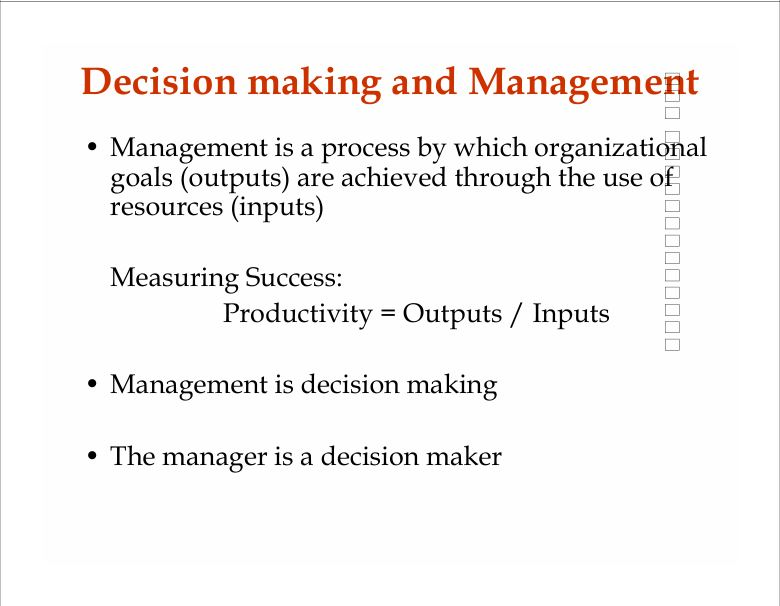 Decision making and Management
• Management is a process by which organizational
goals (outputs) are achieved through the use of
resources (inputs)
Measuring Success:
Productivity = Outputs / Inputs
• Management is decision making
• The manager is a decision maker